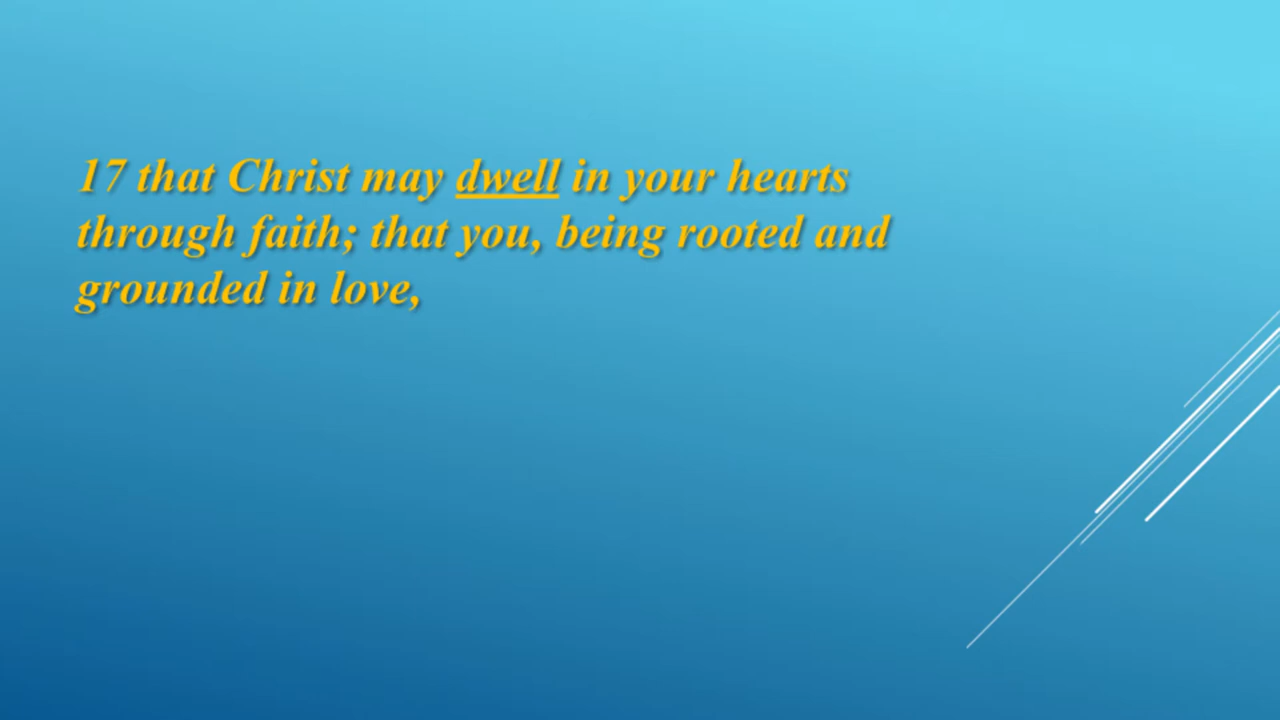 17 that Christ may dwell in your hearts
through faith; that you, being rooted and
grounded in love,